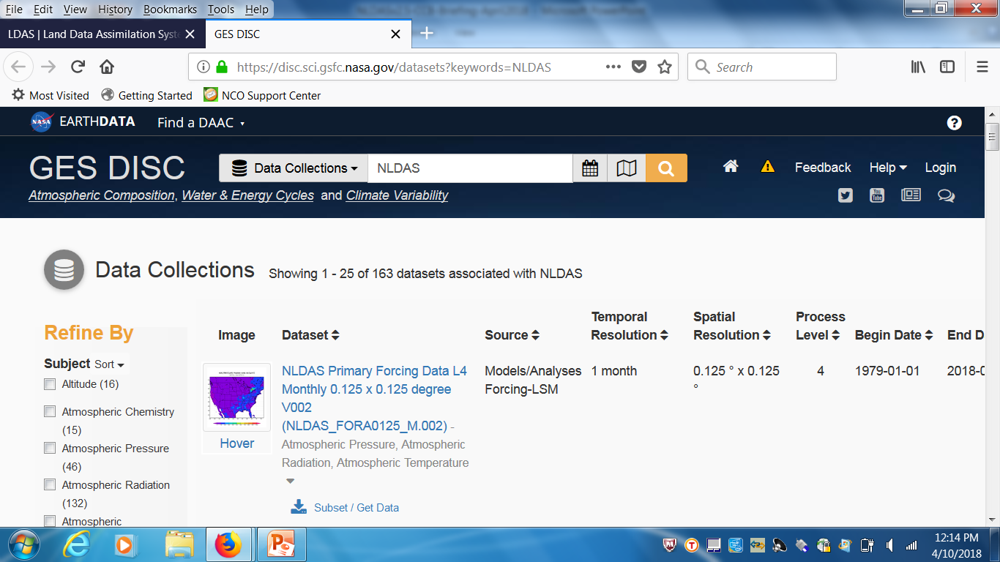 File Edit View History Bookmarks Tools Help
LDAS | Land Data Assimilation Syst
GES DISC
https://disc.sci.gsfc.nasa.gov/datasets?keywords=NLDAS
Search
Most Visited Getting Started NCO Support Center
NASA EARTHDATA Find a DAAC
GES DISC
Data Collections NLDAS
Feedback Help Login
Atmospheric Composition, Water & Energy Cycles and Climate Variability
You Tube
Data Collections Showing 1 - 25 of 163 datasets associated with NLDAS
Refine By
Subject Sort
Altitude (16)
Atmospheric Chemistry
(15)
Atmospheric Pressure
(46)
Atmospheric Radiation
(132)
Atmospheric
Image Dataset Source Temporal Resolution Spatial Resolution Process Level Begin Date End D
NLDAS Primary Forcing Data L4
Monthly 0.125 x 0.125 degree
V002
(NLDAS_FORA0125_M.002) -
Atmospheric Pressure, Atmospheric
Radiation, Atmospheric Temperature
Hover
Subset / Get Data
Models/Analyses
Forcing-LSM
1 month
0.125 ° x 0.125
°
4
1979-01-01
2018-0
12:14 PM
4/10/2018